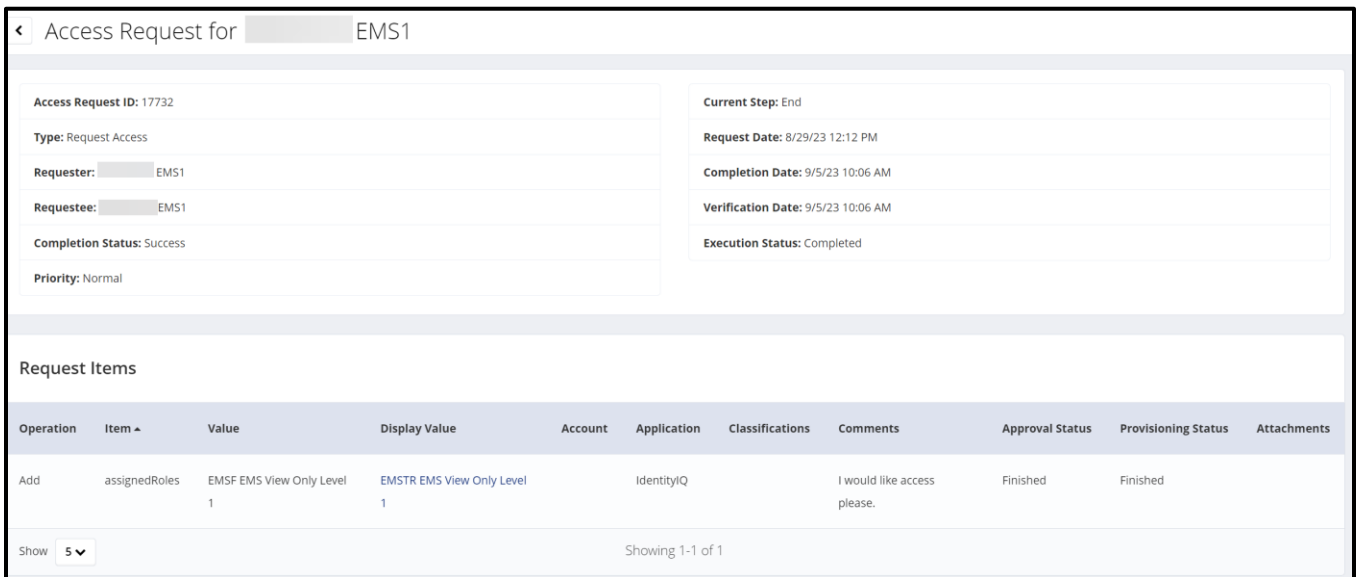 Access Request for EMS1
Access Request ID: 17732
Type: Request Access
Requester: EMS1
Requestee: EMS1
Completion Status: Success
Priority: Normal
Current Step: End
Request Date: 8/29/23 12:12 PM
Completion Date: 9/5/23 10:06 AM
Verification Date: 9/5/23 10:06 AM
Execution Status: Completed
Request Items
Operation Item Value Display Value Account Application Classifications Comments Approval Status Provisioning Status Attachments
Add assignedRoles EMSF EMS View Only Level EMSTR EMS View Only Level IdentityIQ I would like access Finished Finished
1 1 please.
Show 5 Showing 1-1 of 1